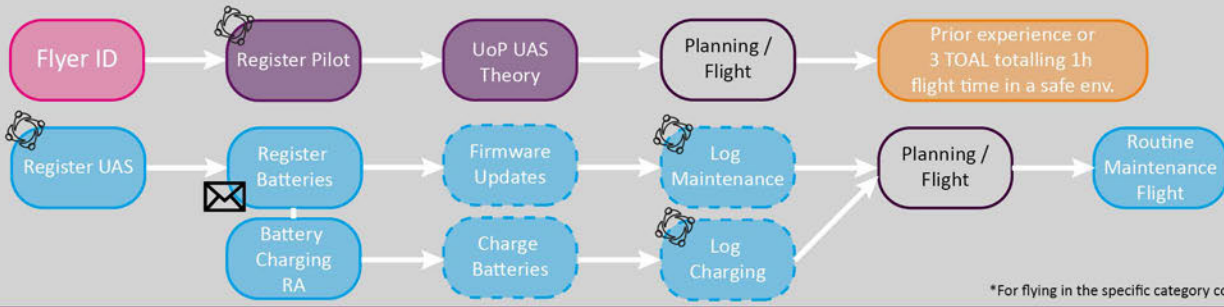 Flyer ID
Register Pilot
UoP UAS
Theory
Planning /
Flight
Prior experience or
3 TOAL totalling 1h
flight time in a safe env.
Register UAS
Register
Batteries
Firmware
Updates
Log
Maintenance
Planning /
Flight
Routine
Maintenance
Flight
Battery
Charging
RA
Charge
Batteries
Log
Charging
*For flying in the specific category